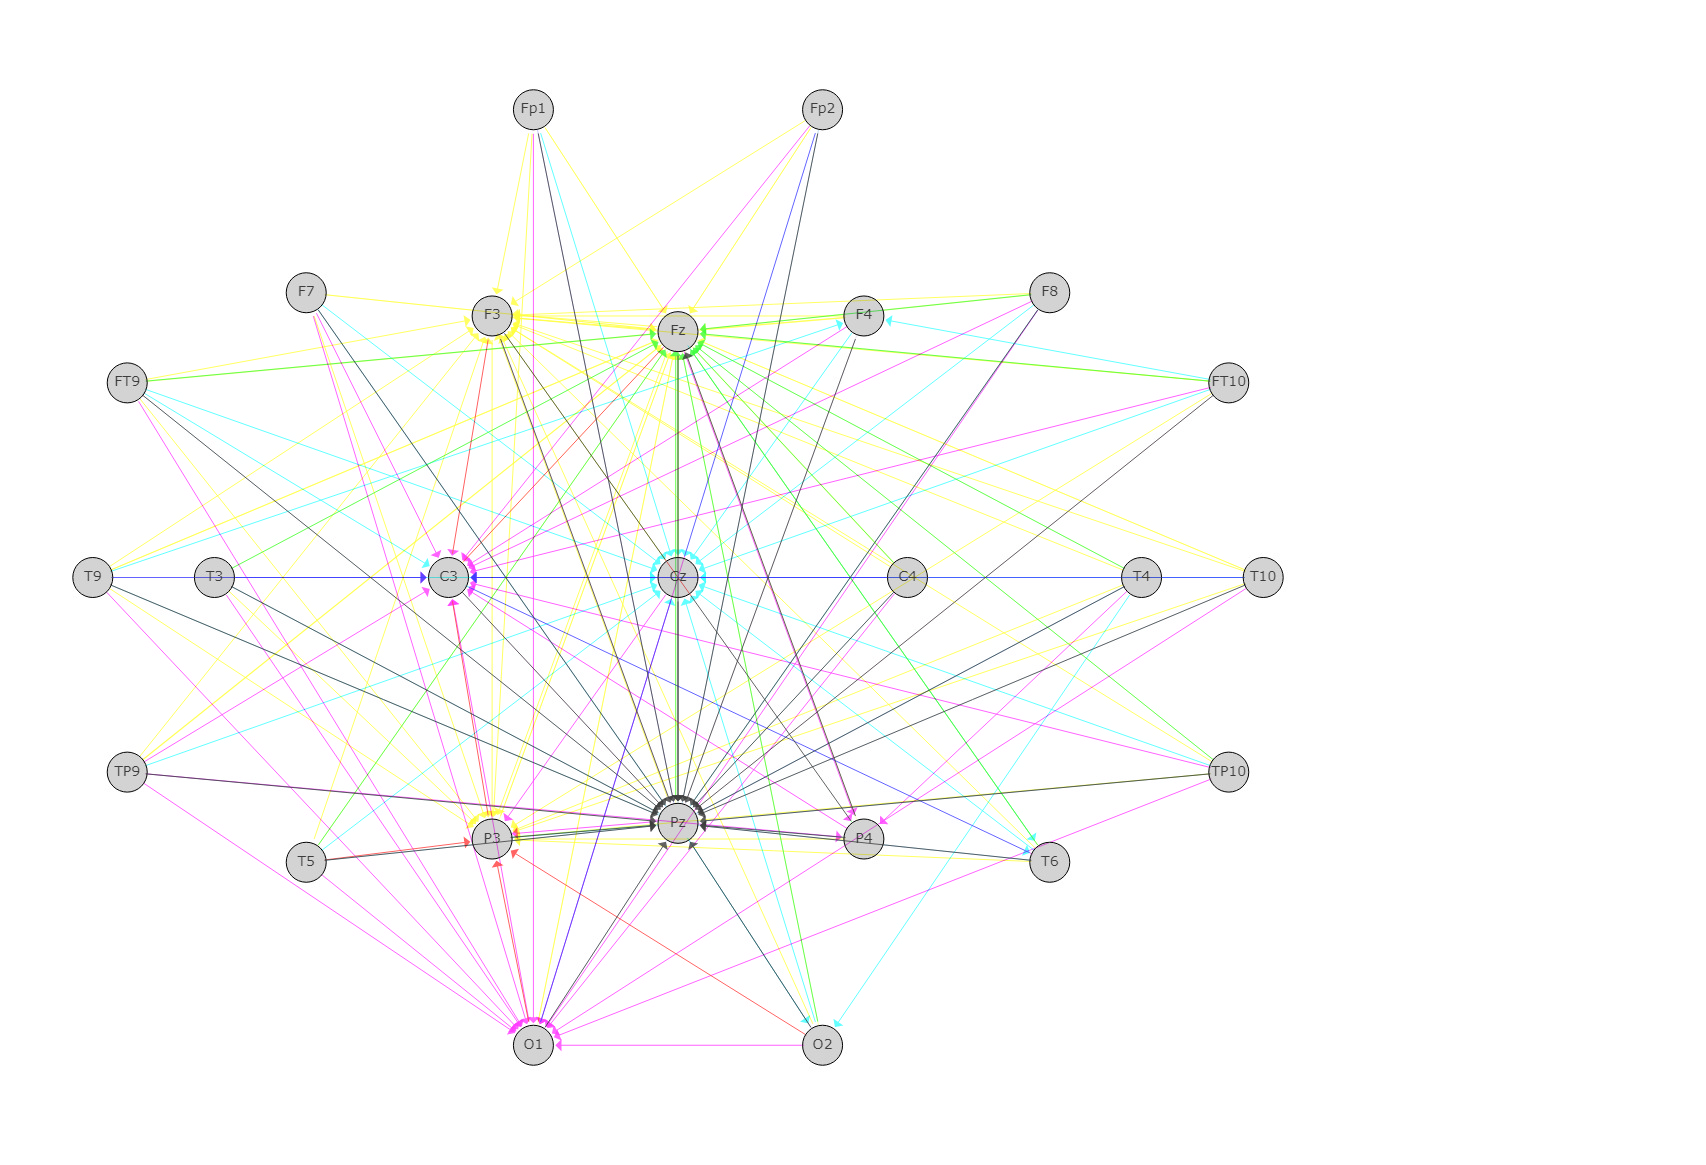 Fp1 Fp2
F7 F3 Fz F4 F8
FT9 FT10
T9 T3 C3 Cz C4 T4 T10
TP9 TP10
T5 P3 Pz P4 T6
O1 O2